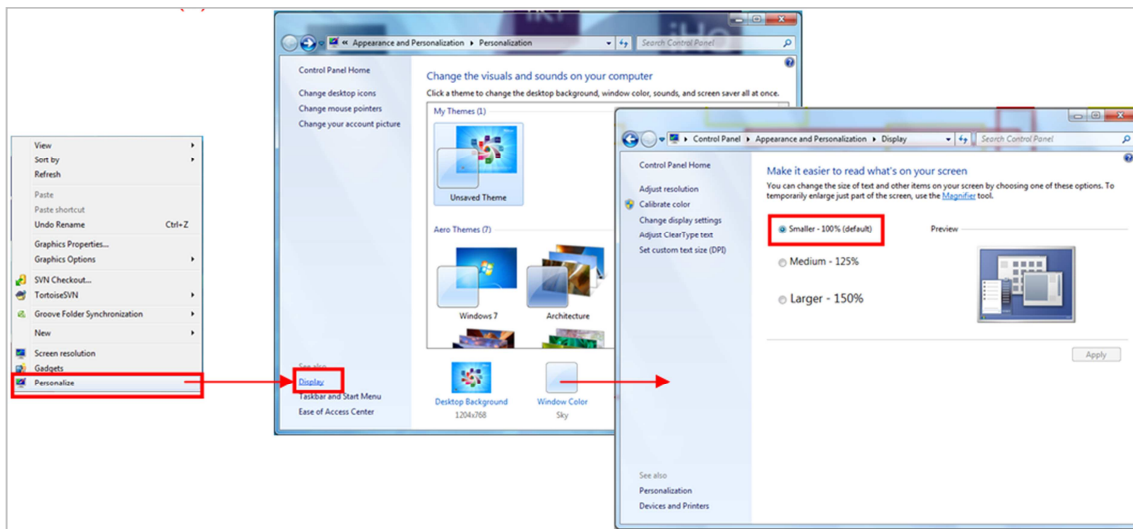 View
Sort by
Refresh
Paste
Paste shortcut
Undo Rename Ctrl+Z
Graphics Properties...
Graphics Options
SVN Checkout...
TortoiseSVN
Groove Folder Synchronization
New
Screen resolution
Gadgets
Personalize
Appearance and Personalization Personalization
Search Control Panel
Control Panel Home
Change desktop icons
Change mouse pointers
Change your account picture
See also
Display
Taskbar and Start Menu
Ease of Access Center
Change the visuals and sounds on your computer
Click a theme to change the desktop background, window color, sounds, and screen saver all at once.
My Themes (1)
Unsaved Theme
Aero Themes (7)
Windows 7 Architecture
Desktop Background Window Color
1204x768 Sky
Control Panel Appearance and Personalization Display
Search Control Panel
Control Panel Home
Adjust resolution
Calibrate color
Change display settings
Adjust ClearType text
Set custom text size (DPI)
See also
Personalization
Devices and Printers
Make it easier to read what's on your screen
You can change the size of text and other items on your screen by choosing one of these options. To
temporarily enlarge just part of the screen, use the Magnifier tool.
Smaller - 100% (default) Preview
Medium - 125%
Larger - 150%
Apply